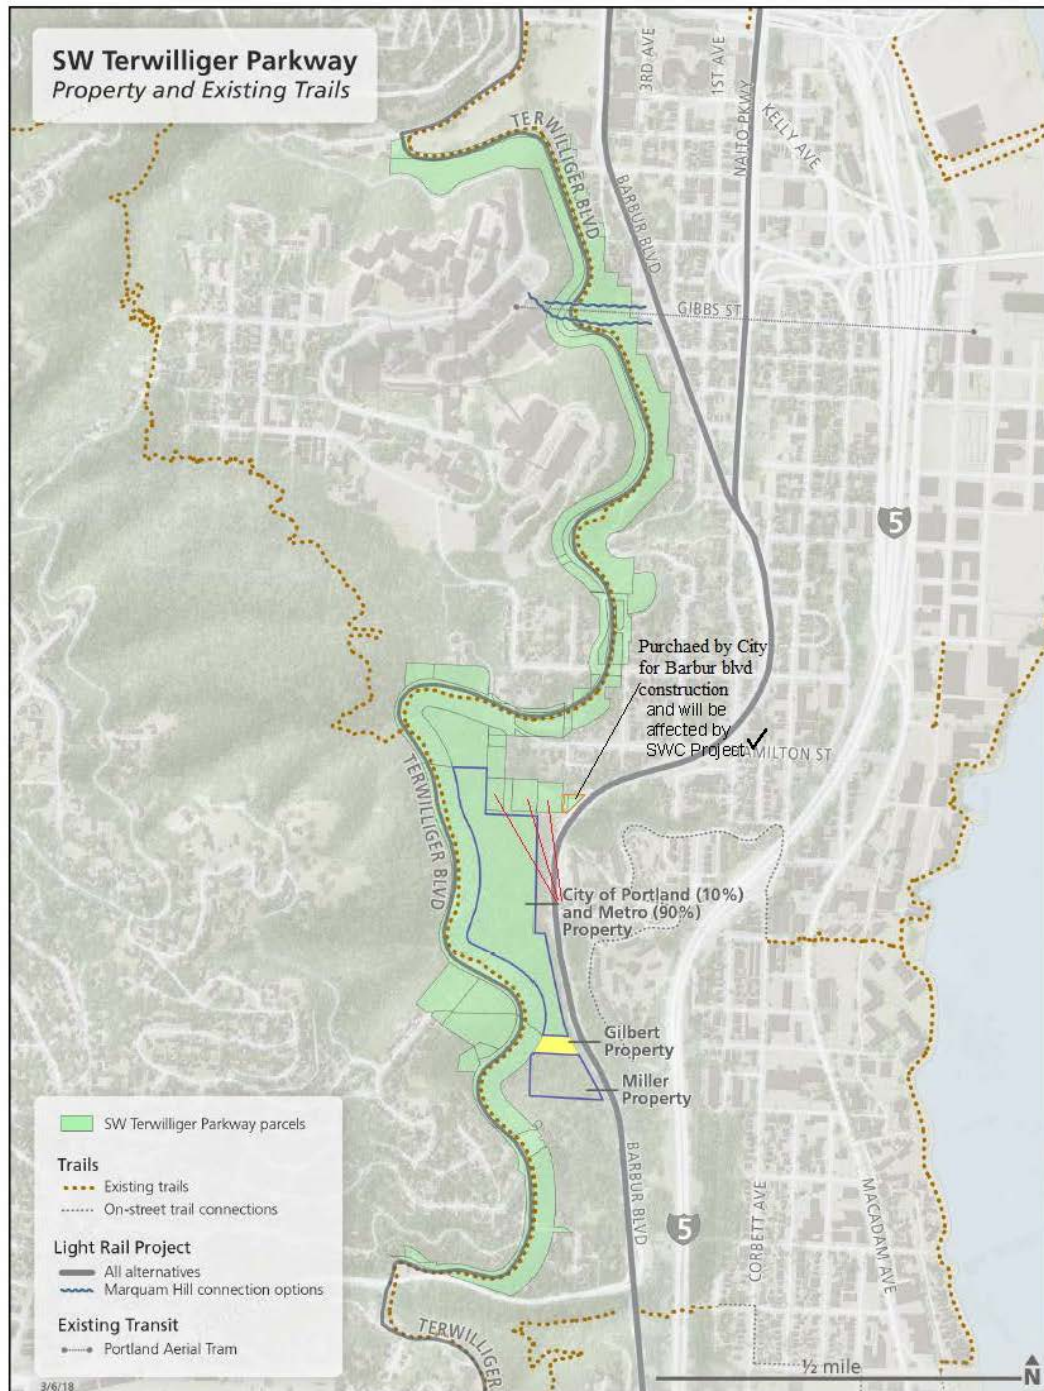 SW Terwilliger Parkway
Property and Existing Trails
3RD AVE
1ST AVE
NAITO PKWY
KELLY AVE
TERWILLIGER BLVD
BARBUR BLVD
GIBBS ST
5
Purchaed by City
for Barbur blvd
construction
and will be
affected by
SWC Project
AMILTON ST
TERWILLIGER BLVD
City of Portland (10%)
and Metro (90%)
Property
Gilbert
Property
Miller
Property
BARBUR BLVD
5
CORBETT AVE
MACADAM AVE
TERWILLIGER
SW Terwilliger Parkway parcels
Trails
Existing trails
On-street trail connections
Light Rail Project
All alternatives
Marquam Hill connection options
Existing Transit
Portland Aerial Tram
3/6/18
½ mile
N